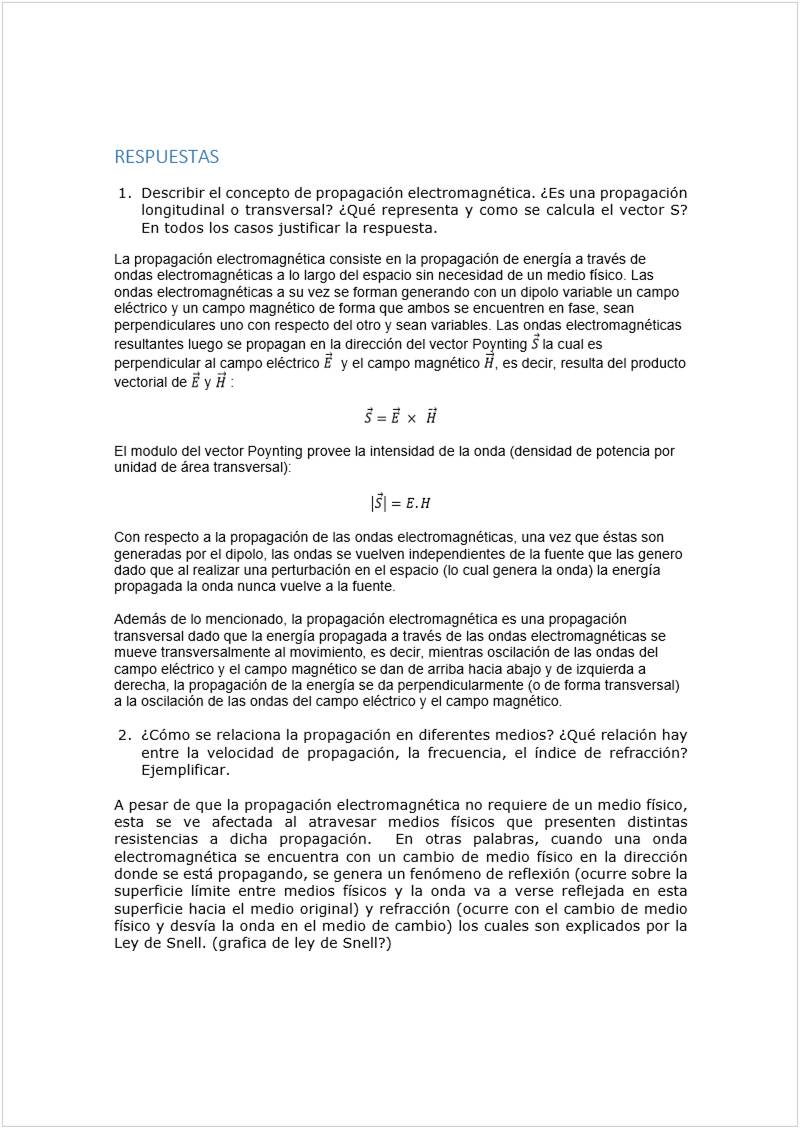 RESPUESTAS
1. Describir el concepto de propagación electromagnética. ¿Es una propagación
longitudinal o transversal? ¿Qué representa y como se calcula el vector S?
En todos los casos justificar la respuesta.
La propagación electromagnética consiste en la propagación de energía a través de
ondas electromagnéticas a lo largo del espacio sin necesidad de un medio físico. Las
ondas electromagnéticas a su vez se forman generando con un dipolo variable un campo
eléctrico y un campo magnético de forma que ambos se encuentren en fase, sean
perpendiculares uno con respecto del otro y sean variables. Las ondas electromagnéticas
resultantes luego se propagan en la dirección del vector Poynting S⃗ la cual es
perpendicular al campo eléctrico E⃗ y el campo magnético H⃗, es decir, resulta del producto
vectorial de E⃗ y H⃗ :
S⃗ = E⃗ × H⃗
El modulo del vector Poynting provee la intensidad de la onda (densidad de potencia por
unidad de área transversal):
|S⃗| = E.H
Con respecto a la propagación de las ondas electromagnéticas, una vez que éstas son
generadas por el dipolo, las ondas se vuelven independientes de la fuente que las genero
dado que al realizar una perturbación en el espacio (lo cual genera la onda) la energía
propagada la onda nunca vuelve a la fuente.
Además de lo mencionado, la propagación electromagnética es una propagación
transversal dado que la energía propagada a través de las ondas electromagnéticas se
mueve transversalmente al movimiento, es decir, mientras oscilación de las ondas del
campo eléctrico y el campo magnético se dan de arriba hacia abajo y de izquierda a
derecha, la propagación de la energía se da perpendicularmente (o de forma transversal)
a la oscilación de las ondas del campo eléctrico y el campo magnético.
2. ¿Cómo se relaciona la propagación en diferentes medios? ¿Qué relación hay
entre la velocidad de propagación, la frecuencia, el índice de refracción?
Ejemplificar.
A pesar de que la propagación electromagnética no requiere de un medio físico,
esta se ve afectada al atravesar medios físicos que presenten distintas
resistencias a dicha propagación. En otras palabras, cuando una onda
electromagnética se encuentra con un cambio de medio físico en la dirección
donde se está propagando, se genera un fenómeno de reflexión (ocurre sobre la
superficie límite entre medios físicos y la onda va a verse reflejada en esta
superficie hacia el medio original) y refracción (ocurre con el cambio de medio
físico y desvía la onda en el medio de cambio) los cuales son explicados por la
Ley de Snell. (grafica de ley de Snell?)